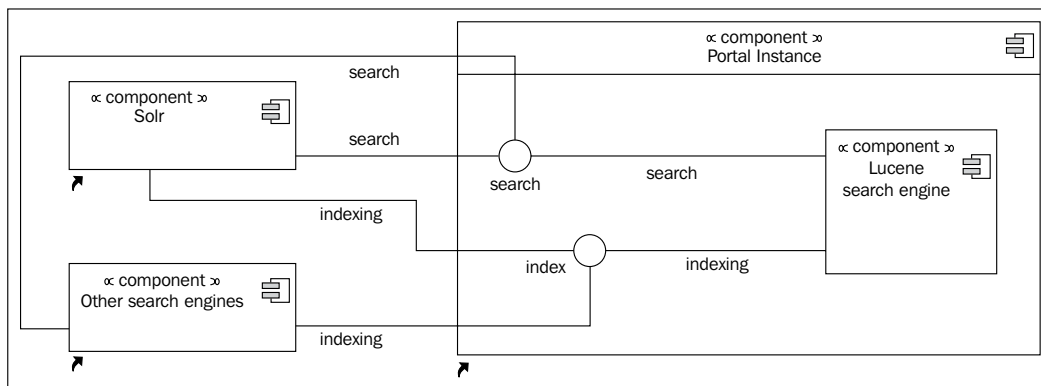 « component »
Portal Instance
search
« component »
Solr
search
« component »
Lucene
search engine
search
search
indexing
index
indexing
« component »
Other search engines
indexing